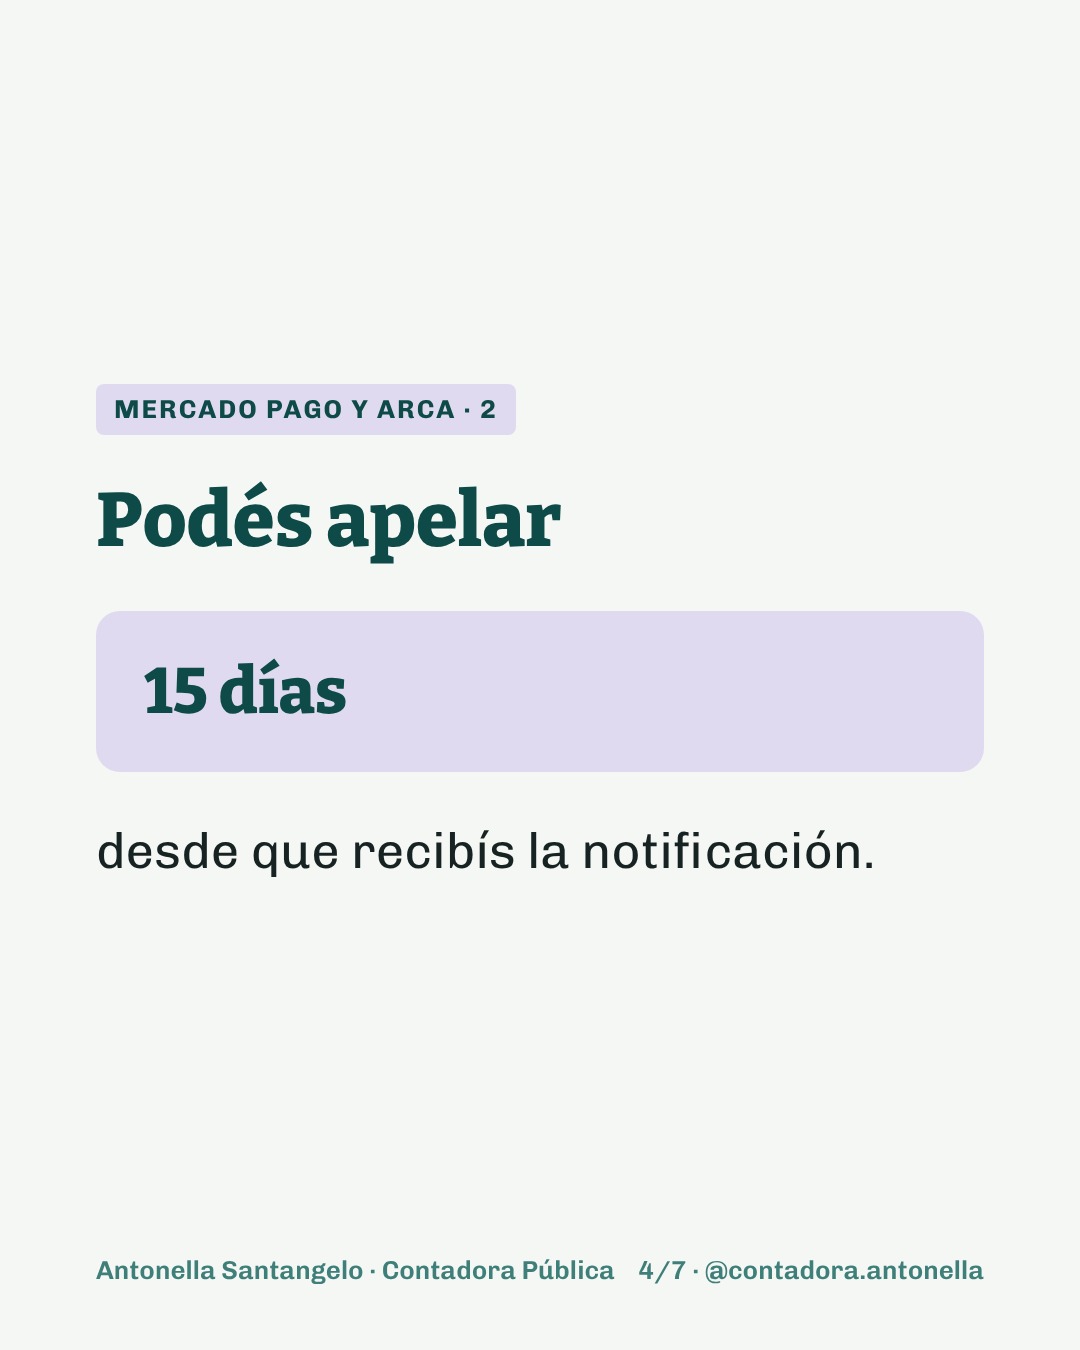 MERCADO PAGO Y ARCA · 2
Podés apelar
15 días
desde que recibís la notificación.
Antonella Santangelo · Contadora Pública 4/7 · @contadora.antonella